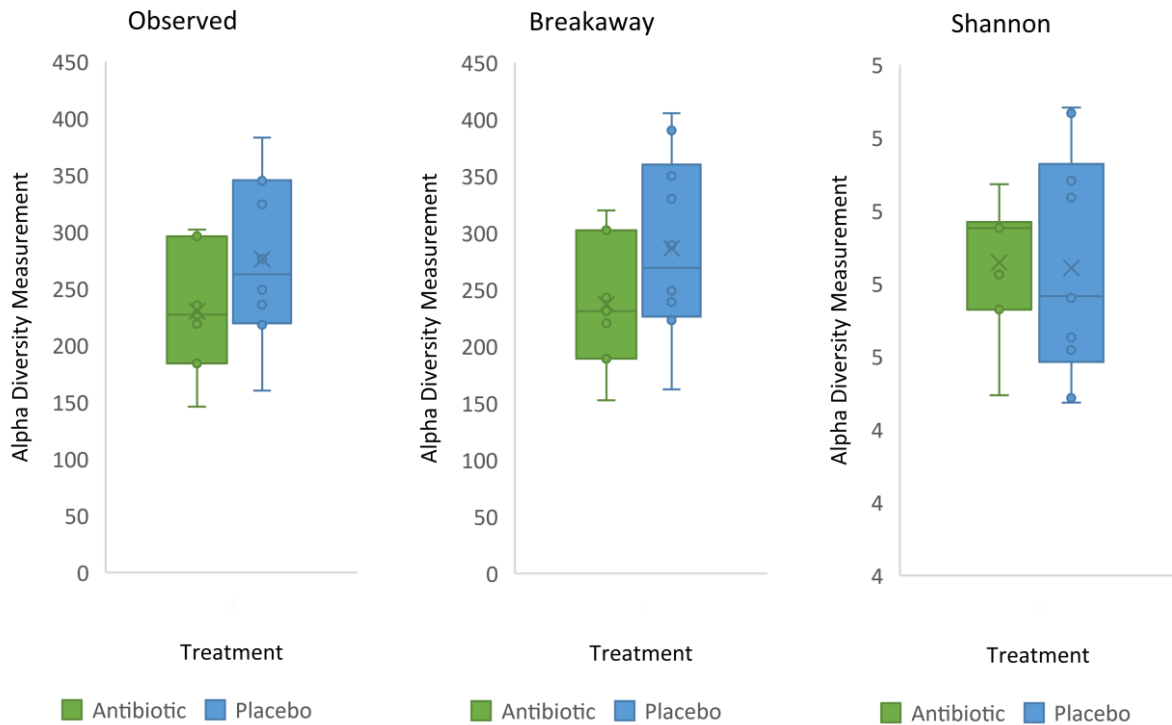 Observed
450
400
350
300
250
200
150
100
50
0
Alpha Diversity Measurement
Treatment
Antibiotic Placebo
Breakaway
450
400
350
300
250
200
150
100
50
0
Alpha Diversity Measurement
Treatment
Antibiotic Placebo
Shannon
5
5
5
5
5
4
4
4
Alpha Diversity Measurement
Treatment
Antibiotic Placebo